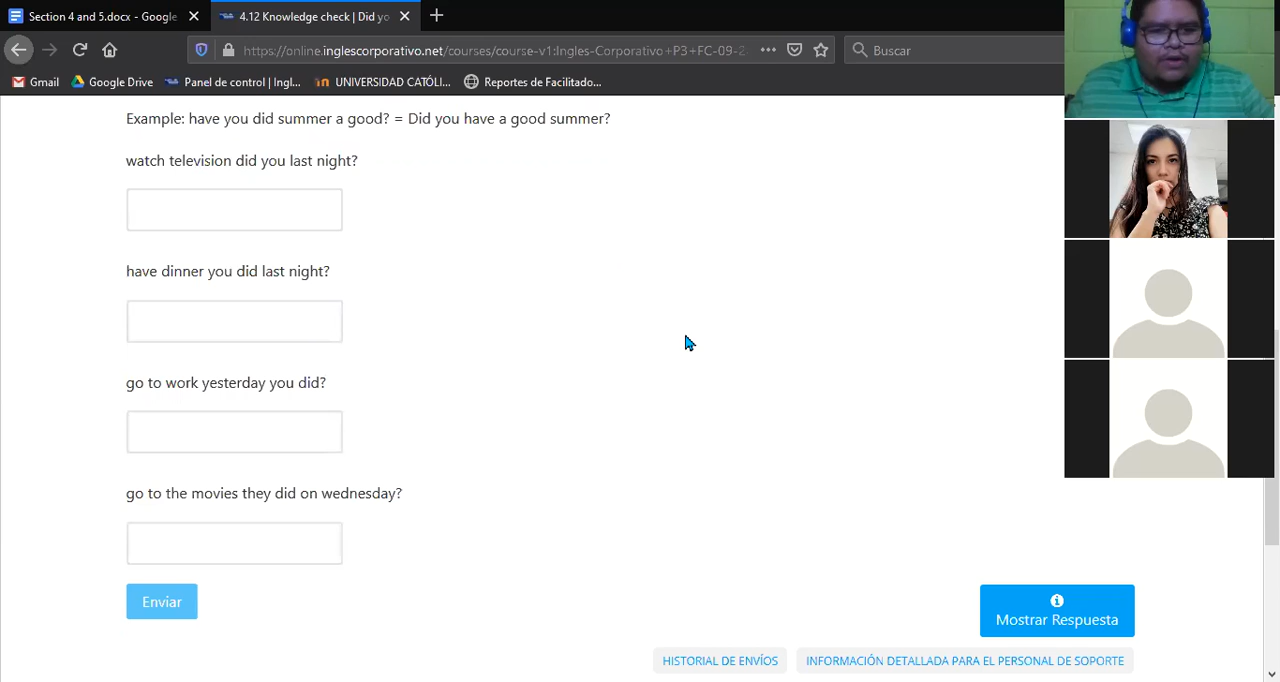 Section 4 and 5.docx - Google
4.12 Knowledge check | Did yo
https://online.inglescorporativo.net/courses/course-v1:Ingles-Corporativo+P3+FC-09-2
Buscar
Gmail
Google Drive
Panel de control | Ingl...
UNIVERSIDAD CATÓLI...
Reportes de Facilitado...
Example: have you did summer a good? = Did you have a good summer?
watch television did you last night?
have dinner you did last night?
go to work yesterday you did?
go to the movies they did on wednesday?
Enviar
Mostrar Respuesta
HISTORIAL DE ENVÍOS
INFORMACIÓN DETALLADA PARA EL PERSONAL DE SOPORTE